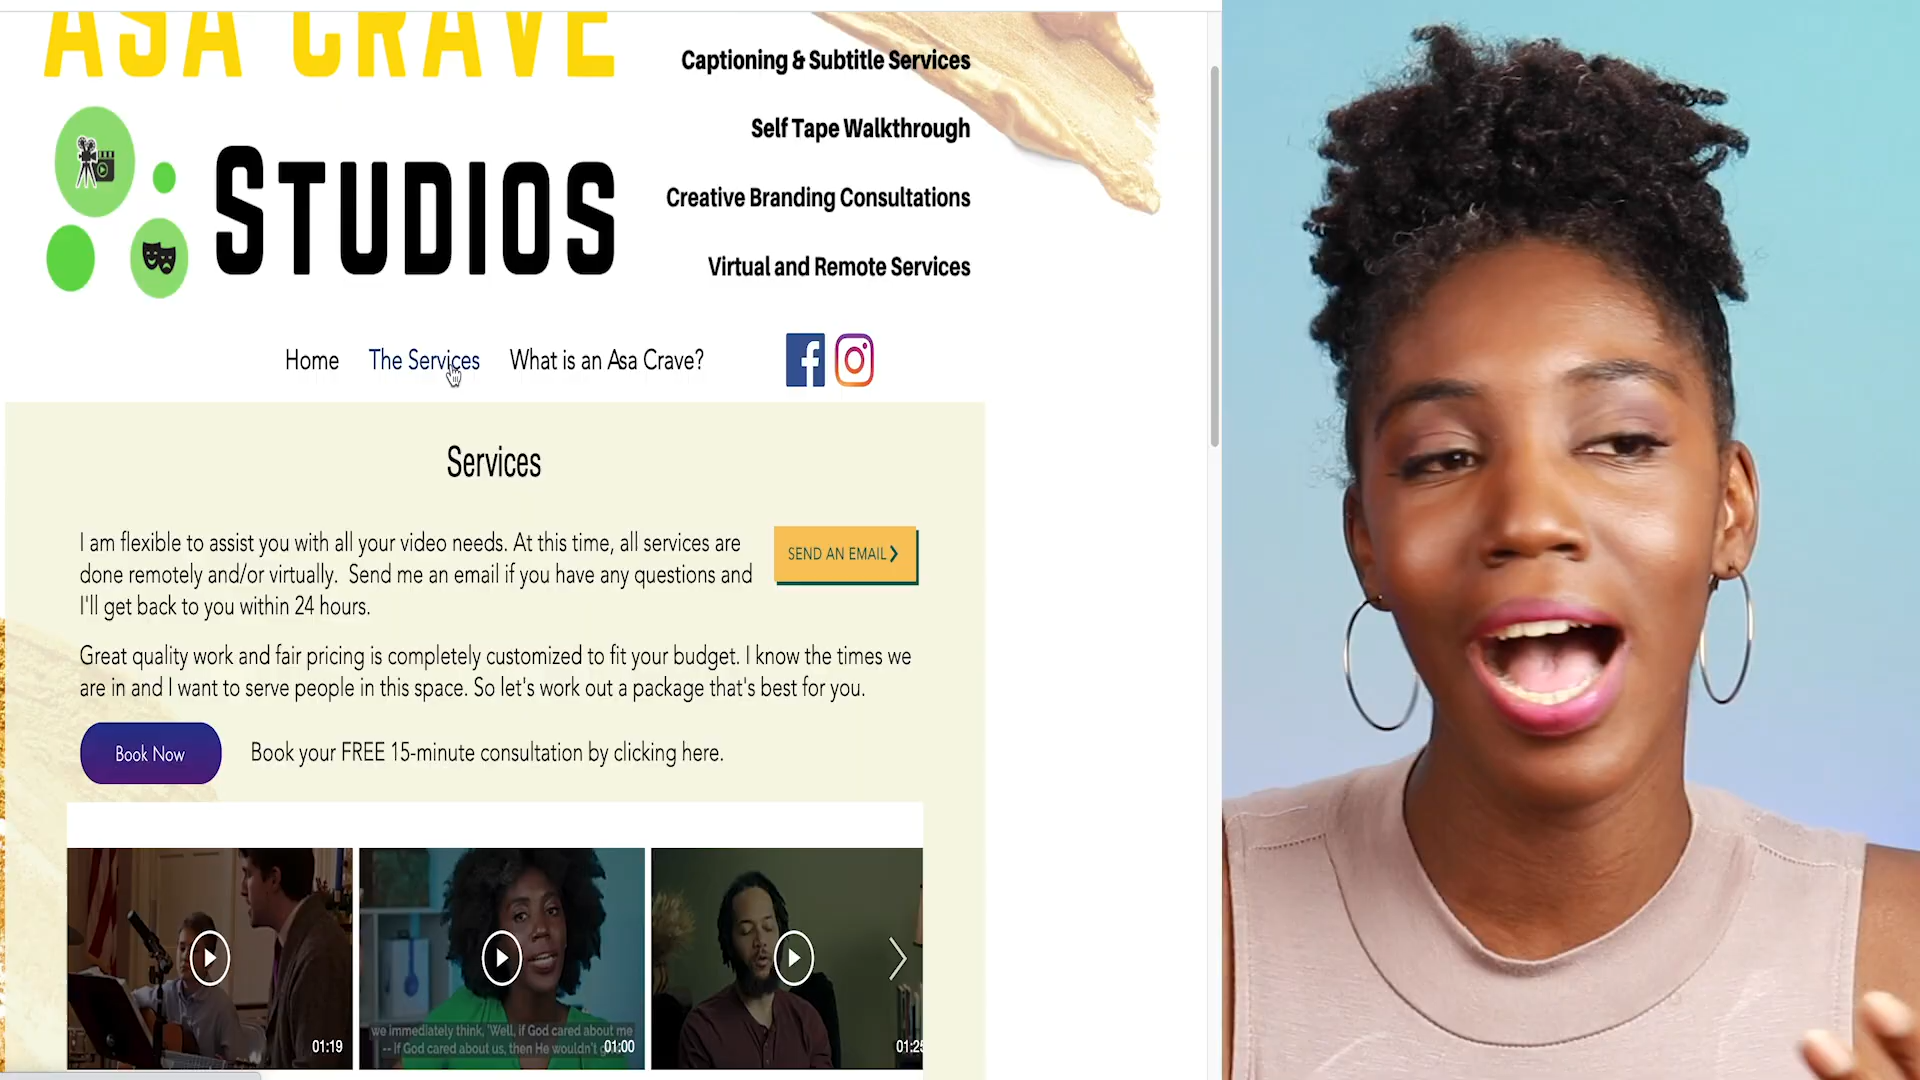 ASA CRAVE
STUDIOS
Captioning & Subtitle Services
Self Tape Walkthrough
Creative Branding Consultations
Virtual and Remote Services
Home The Services What is an Asa Crave?
Services
I am flexible to assist you with all your video needs. At this time, all services are
done remotely and/or virtually. Send me an email if you have any questions and
I'll get back to you within 24 hours.
SEND AN EMAIL
Great quality work and fair pricing is completely customized to fit your budget. I know the times we
are in and I want to serve people in this space. So let's work out a package that's best for you.
Book Now Book your FREE 15-minute consultation by clicking here.
01:19
we immediately think, 'Well, if God cared about me
-- if God cared about us, then He wouldn't
01:00
01:25